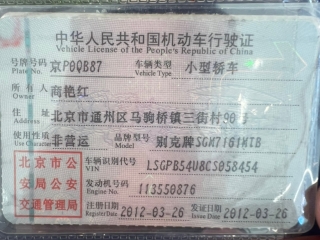 中华人民共和国机动车行驶证
Vehicle License of the People's Republic of China
号牌号码 京P0QB87 车辆类型 小型轿车
Plate No. Vehicle Type
所有人 商艳红
Owner
住址 北京市通州区马驹桥镇三街村90号
Address
使用性质 非营运 品牌型号 别克牌SGM7161MTB
Use Character Model
北京市公安局公安交通管理局
车辆识别代号 LSGPB54U8CS058454
VIN
发动机号码 113550876
Engine No.
注册日期 2012-03-26 发证日期 2012-03-26
Register Date Issue Date